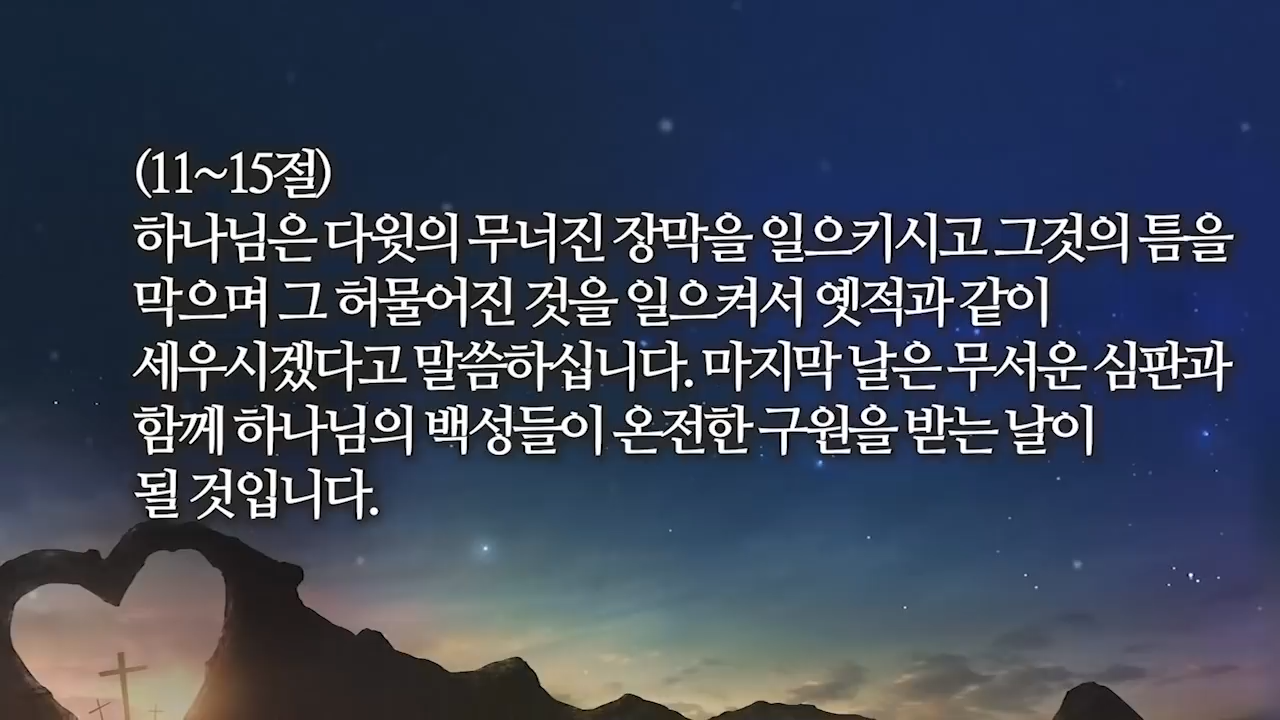 (11~15절)
하나님은 다윗의 무너진 장막을 일으키시고 그것의 틈을
막으며 그 허물어진 것을 일으켜서 옛적과 같이
세우시겠다고 말씀하십니다. 마지막 날은 무서운 심판과
함께 하나님의 백성들이 온전한 구원을 받는 날이
될 것입니다.